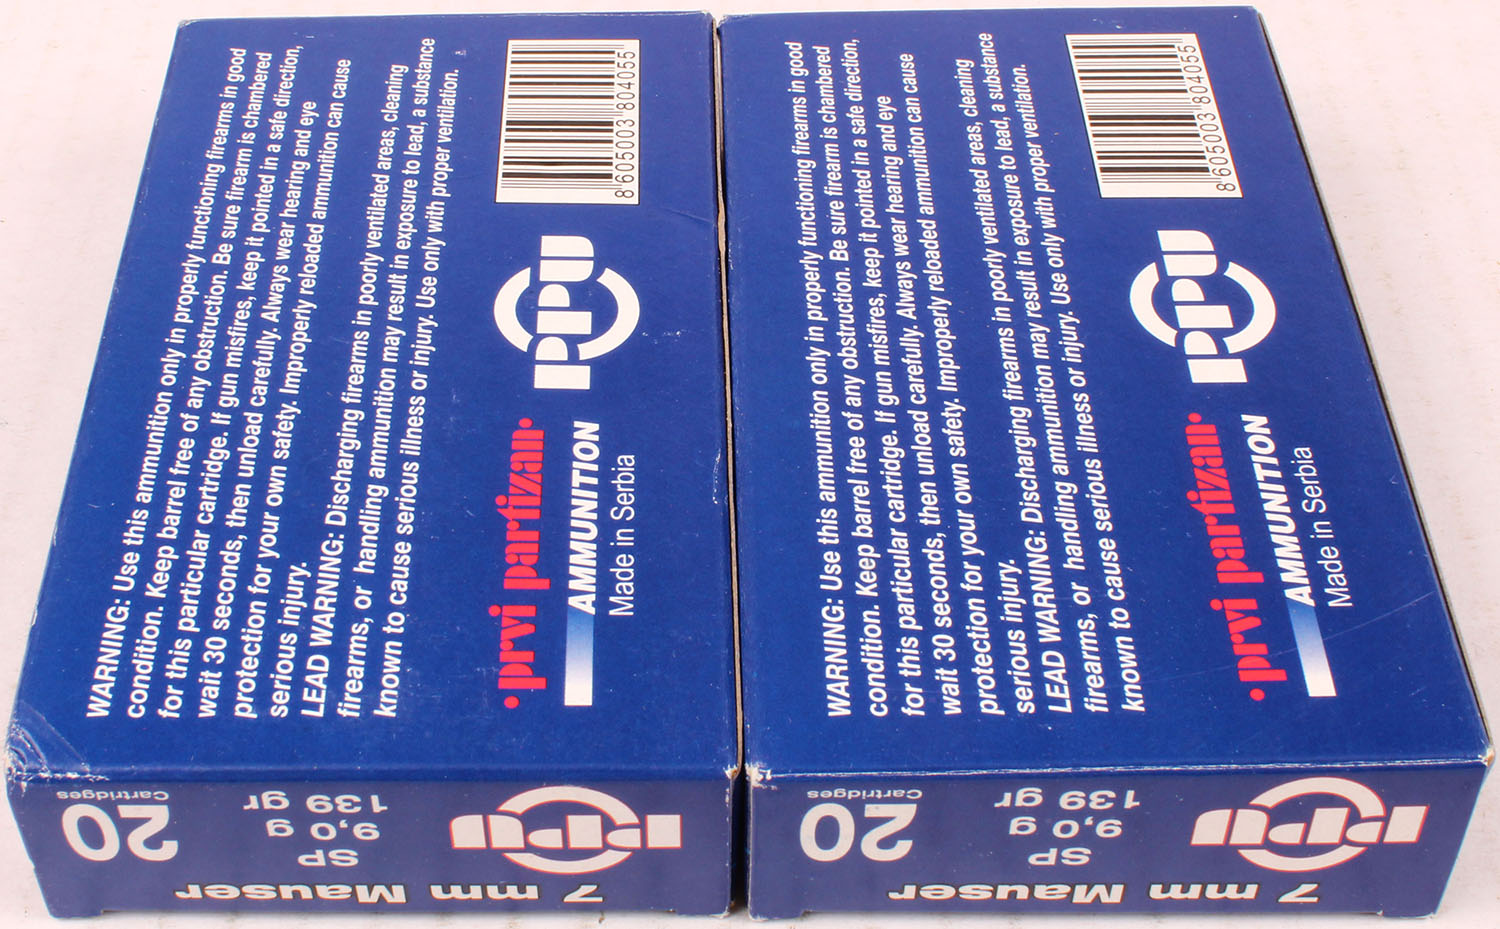 WARNING: Use this ammunition only in properly functioning firearms in good
condition. Keep barrel free of any obstruction. Be sure firearm is chambered
for this particular cartridge. If gun misfires, keep it pointed in a safe direction,
wait 30 seconds, then unload carefully. Always wear hearing and eye
protection for your own safety. Improperly reloaded ammunition can cause
serious injury.
LEAD WARNING: Discharging firearms in poorly ventilated areas, cleaning
firearms, or handling ammunition may result in exposure to lead, a substance
known to cause serious illness or injury. Use only with proper ventilation.
·prvi partizan·
AMMUNITION
Made in Serbia
PPU
8 605003 804055
7 mm Mauser
SP
9,0 g
139 gr
20
Cartridges
PPU
WARNING: Use this ammunition only in properly functioning firearms in good
condition. Keep barrel free of any obstruction. Be sure firearm is chambered
for this particular cartridge. If gun misfires, keep it pointed in a safe direction,
wait 30 seconds, then unload carefully. Always wear hearing and eye
protection for your own safety. Improperly reloaded ammunition can cause
serious injury.
LEAD WARNING: Discharging firearms in poorly ventilated areas, cleaning
firearms, or handling ammunition may result in exposure to lead, a substance
known to cause serious illness or injury. Use only with proper ventilation.
·prvi partizan·
AMMUNITION
Made in Serbia
PPU
8 605003 804055
7 mm Mauser
SP
9,0 g
139 gr
20
Cartridges
PPU